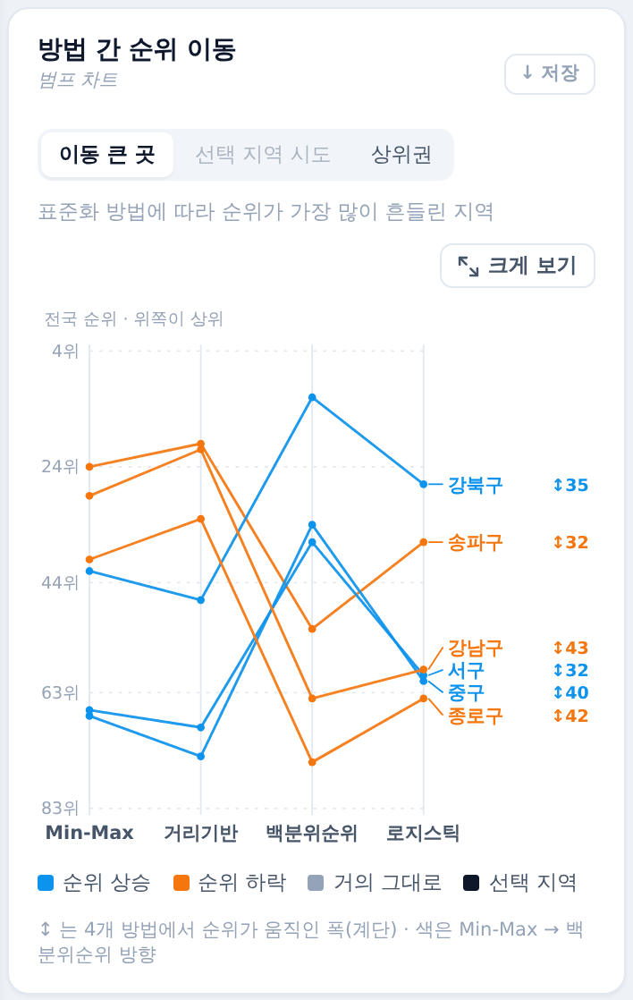 방법 간 순위 이동
범프 차트
↓ 저장
이동 큰 곳 선택 지역 시도 상위권
표준화 방법에 따라 순위가 가장 많이 흔들린 지역
크게 보기
전국 순위 · 위쪽이 상위
4위
24위
44위
63위
83위
강북구 ↕35
송파구 ↕32
강남구 ↕43
서구 ↕32
중구 ↕40
종로구 ↕42
Min-Max 거리기반 백분위순위 로지스틱
순위 상승 순위 하락 거의 그대로 선택 지역
↕ 는 4개 방법에서 순위가 움직인 폭(계단) · 색은 Min-Max → 백
분위순위 방향